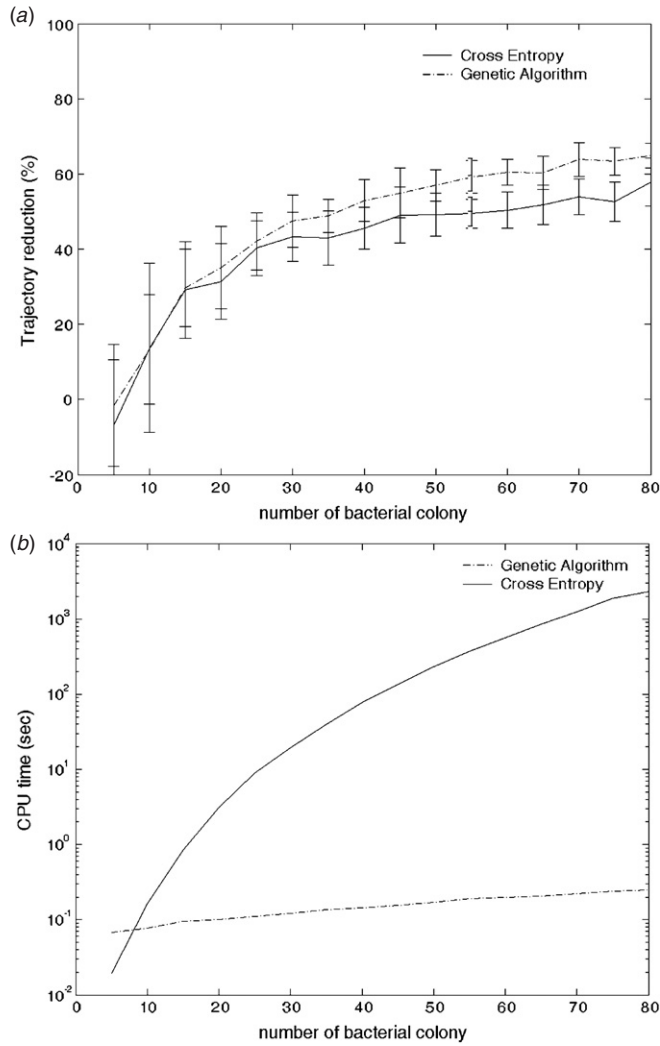 (a)
100
80
60
40
20
0
-20
Trajectory reduction (%)
Cross Entropy
Genetic Algorithm
0 10 20 30 40 50 60 70 80
number of bacterial colony
(b)
10^4
10^3
10^2
10^1
10^0
10^-1
10^-2
CPU time (sec)
Genetic Algorithm
Cross Entropy
0 10 20 30 40 50 60 70 80
number of bacterial colony